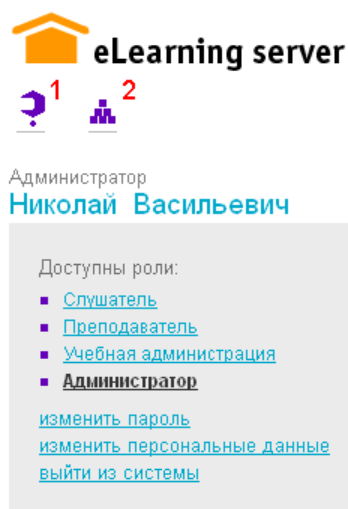 eLearning server
1 2
Администратор
Николай Васильевич
Доступны роли:
Слушатель
Преподаватель
Учебная администрация
Администратор
изменить пароль
изменить персональные данные
выйти из системы